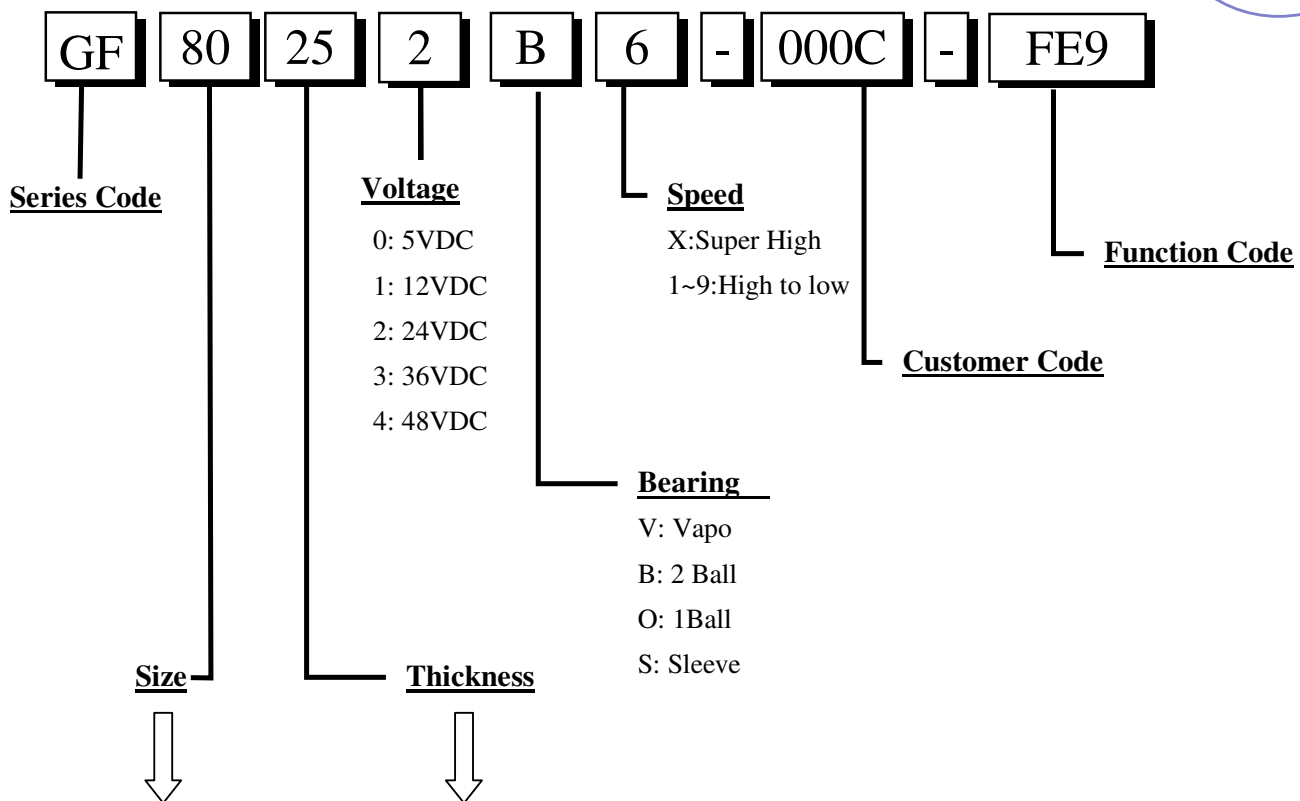 GF 80 25 2 B 6 - 000C - FE9
Series Code
Voltage
0: 5VDC
1: 12VDC
2: 24VDC
3: 36VDC
4: 48VDC
Speed
X:Super High
1~9:High to low
Function Code
Customer Code
Bearing
V: Vapo
B: 2 Ball
O: 1Ball
S: Sleeve
Size
Thickness